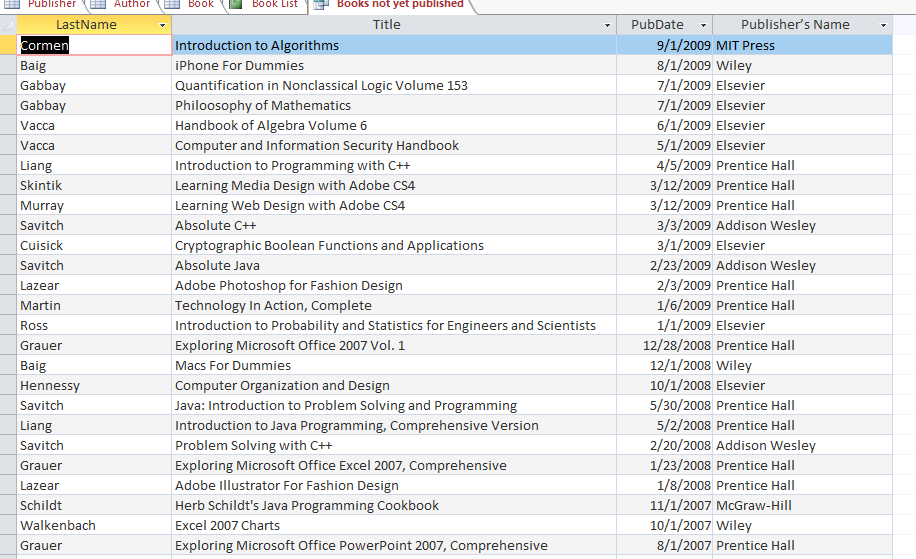 Publisher Author Book Book List Books not yet published
LastName Title PubDate Publisher's Name
Cormen Introduction to Algorithms 9/1/2009 MIT Press
Baig iPhone For Dummies 8/1/2009 Wiley
Gabbay Quantification in Nonclassical Logic Volume 153 7/1/2009 Elsevier
Gabbay Philoosophy of Mathematics 7/1/2009 Elsevier
Vacca Handbook of Algebra Volume 6 6/1/2009 Elsevier
Vacca Computer and Information Security Handbook 5/1/2009 Elsevier
Liang Introduction to Programming with C++ 4/5/2009 Prentice Hall
Skintik Learning Media Design with Adobe CS4 3/12/2009 Prentice Hall
Murray Learning Web Design with Adobe CS4 3/12/2009 Prentice Hall
Savitch Absolute C++ 3/3/2009 Addison Wesley
Cuisick Cryptographic Boolean Functions and Applications 3/1/2009 Elsevier
Savitch Absolute Java 2/23/2009 Addison Wesley
Lazear Adobe Photoshop for Fashion Design 2/3/2009 Prentice Hall
Martin Technology In Action, Complete 1/6/2009 Prentice Hall
Ross Introduction to Probability and Statistics for Engineers and Scientists 1/1/2009 Elsevier
Grauer Exploring Microsoft Office 2007 Vol. 1 12/28/2008 Prentice Hall
Baig Macs For Dummies 12/1/2008 Wiley
Hennessy Computer Organization and Design 10/1/2008 Elsevier
Savitch Java: Introduction to Problem Solving and Programming 5/30/2008 Prentice Hall
Liang Introduction to Java Programming, Comprehensive Version 5/2/2008 Prentice Hall
Savitch Problem Solving with C++ 2/20/2008 Addison Wesley
Grauer Exploring Microsoft Office Excel 2007, Comprehensive 1/23/2008 Prentice Hall
Lazear Adobe Illustrator For Fashion Design 1/8/2008 Prentice Hall
Schildt Herb Schildt's Java Programming Cookbook 11/1/2007 McGraw-Hill
Walkenbach Excel 2007 Charts 10/1/2007 Wiley
Grauer Exploring Microsoft Office PowerPoint 2007, Comprehensive 8/1/2007 Prentice Hall